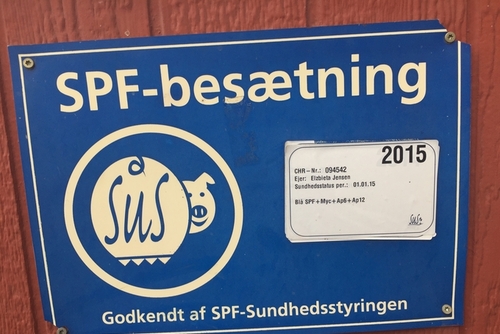 SPF-besætning
2015
CHR-Nr.: 094542
Ejer: Elzbieta Jensen
Sundhedsstatus per.: 01.01.15
Blå SPF+Myc+Ap6+Ap12
SuS
SuS
Godkendt af SPF-Sundhedsstyringen